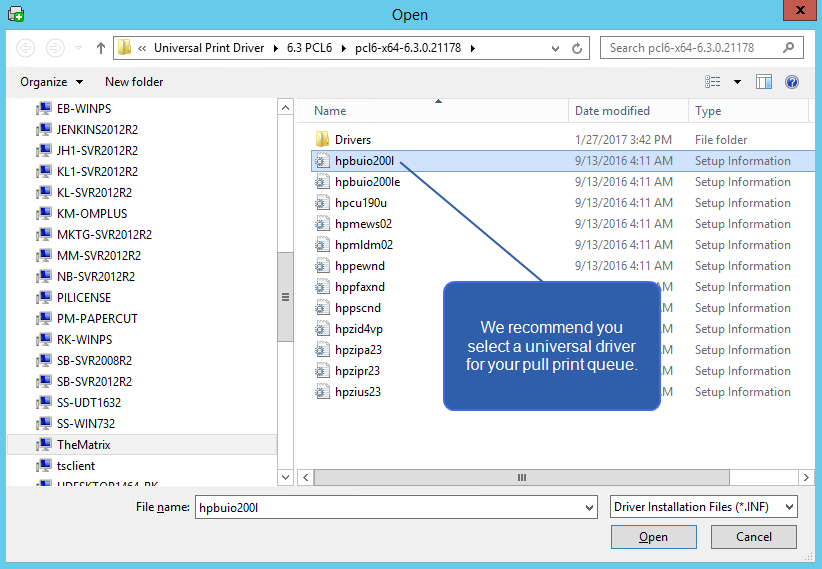 Open
x
« Universal Print Driver ▸ 6.3 PCL6 ▸ pcl6-x64-6.3.0.21178 ▸
Search pcl6-x64-6.3.0.21178
Organize New folder
?
EB-WINPS
JENKINS2012R2
JH1-SVR2012R2
KL1-SVR2012R2
KL-SVR2012R2
KM-OMPLUS
MKTG-SVR2012R2
MM-SVR2012R2
NB-SVR2012R2
PILICENSE
PM-PAPERCUT
RK-WINPS
SB-SVR2008R2
SB-SVR2012R2
SS-UDT1632
SS-WIN732
TheMatrix
tsclient
UDESKTOP1464-RK
Name Date modified Type
Drivers 1/27/2017 3:42 PM File folder
hpbuio200l 9/13/2016 4:11 AM Setup Information
hpbuio200le 9/13/2016 4:11 AM Setup Information
hpcu190u 9/13/2016 4:11 AM Setup Information
hpmews02 9/13/2016 4:11 AM Setup Information
hpmldm02 9/13/2016 4:11 AM Setup Information
hppewnd 9/13/2016 4:11 AM Setup Information
hppfaxnd M Setup Information
hppscnd M Setup Information
hpzid4vp M Setup Information
hpzipa23 M Setup Information
hpzipr23 M Setup Information
hpzius23 M Setup Information
We recommend you
select a universal driver
for your pull print queue.
File name: hpbuio200l
Driver Installation Files (*.INF)
Open Cancel